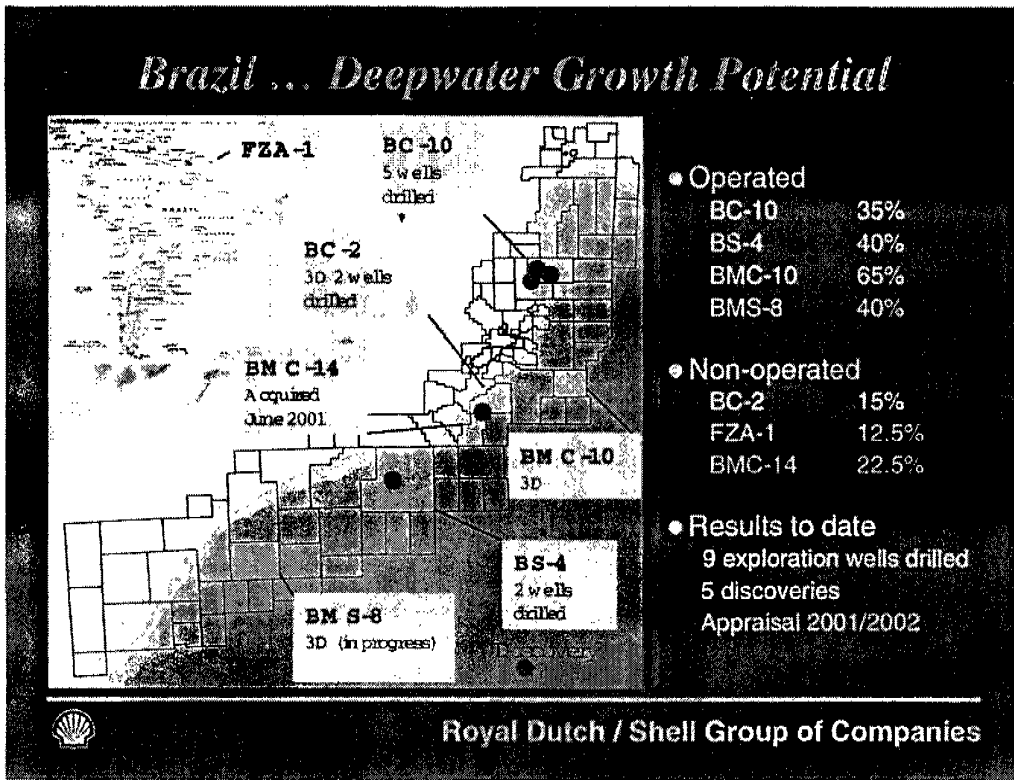 Brazil ... Deepwater Growth Potential
FZA-1
BC-10
5 wells
drilled
BC-2
3D 2 wells
drilled
BM C-14
Acquired
June 2001
BM C-10
3D
BS-4
2 wells
drilled
BM S-8
3D (in progress)
Discovery
● Operated
BC-10 35%
BS-4 40%
BMC-10 65%
BMS-8 40%
● Non-operated
BC-2 15%
FZA-1 12.5%
BMC-14 22.5%
● Results to date
9 exploration wells drilled
5 discoveries
Appraisal 2001/2002
Royal Dutch / Shell Group of Companies